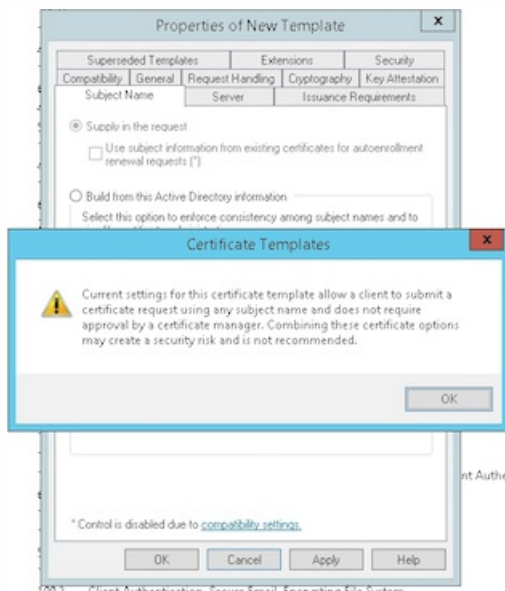 Properties of New Template
x
Superseded Templates Extensions Security
Compatibility General Request Handling Cryptography Key Attestation
Subject Name Server Issuance Requirements
Supply in the request
Use subject information from existing certificates for autoenrollment
renewal requests (*)
Build from this Active Directory information
Select this option to enforce consistency among subject names and to
Certificate Templates
x
Current settings for this certificate template allow a client to submit a
certificate request using any subject name and does not require
approval by a certificate manager. Combining these certificate options
may create a security risk and is not recommended.
OK
nt Authe
* Control is disabled due to compatibility settings.
OK Cancel Apply Help
Client Authentication, Secure Email, Encrypting File System